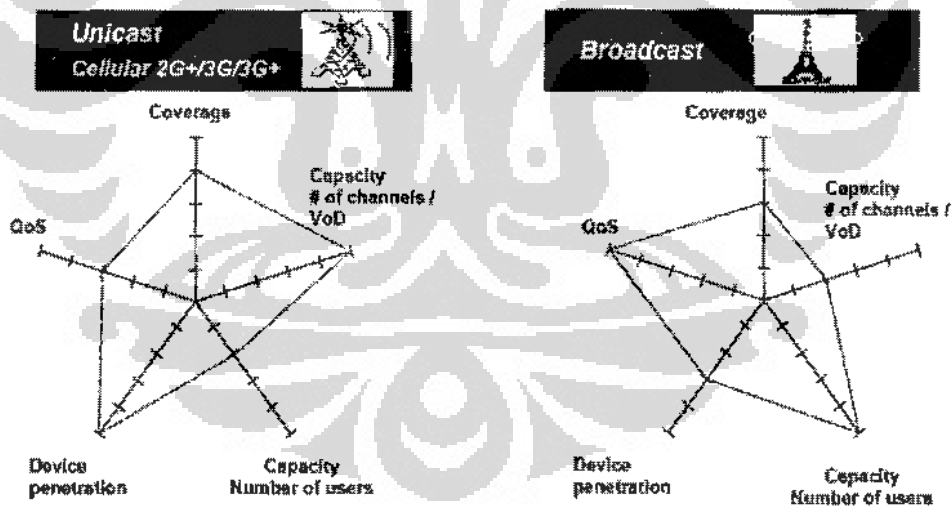 Unicast
Cellular 2G+/3G/3G+
Broadcast
Coverage
Capacity
# of channels /
VoD
QoS
Device
penetration
Capacity
Number of users
Coverage
Capacity
# of channels /
VoD
QoS
Device
penetration
Capacity
Number of users